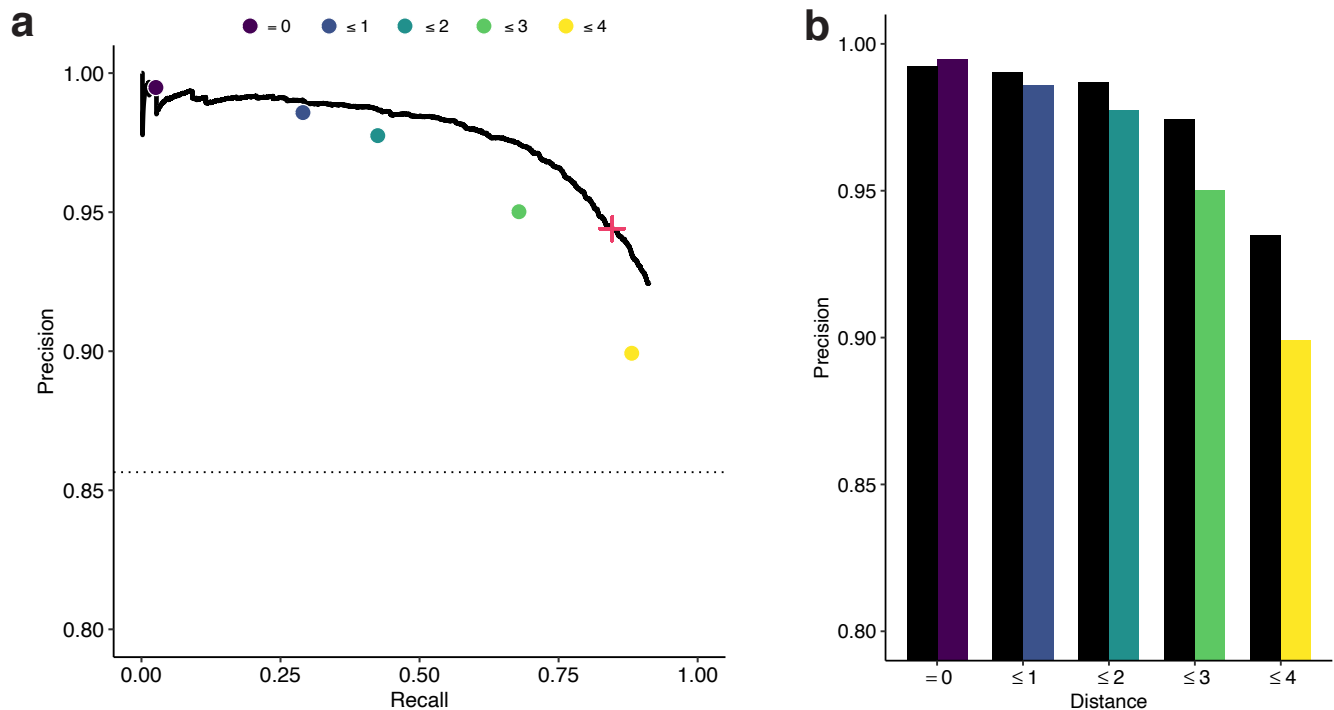 a
= 0 ≤ 1 ≤ 2 ≤ 3 ≤ 4
1.00
0.95
0.90
0.85
0.80
Precision
0.00 0.25 0.50 0.75 1.00
Recall
b
1.00
0.95
0.90
0.85
0.80
Precision
= 0 ≤ 1 ≤ 2 ≤ 3 ≤ 4
Distance